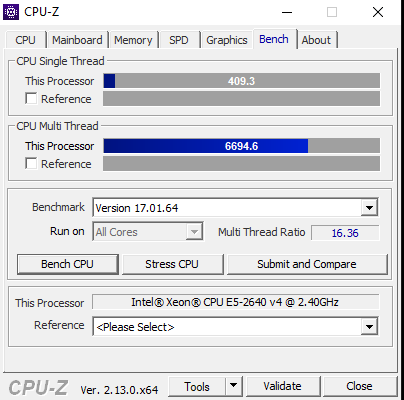 CPU-Z
CPU Mainboard Memory SPD Graphics Bench About
CPU Single Thread
This Processor 409.3
Reference
CPU Multi Thread
This Processor 6694.6
Reference
Benchmark Version 17.01.64
Run on All Cores Multi Thread Ratio 16.36
Bench CPU Stress CPU Submit and Compare
This Processor Intel® Xeon® CPU E5-2640 v4 @ 2.40GHz
Reference <Please Select>
CPU-Z Ver. 2.13.0.x64 Tools Validate Close